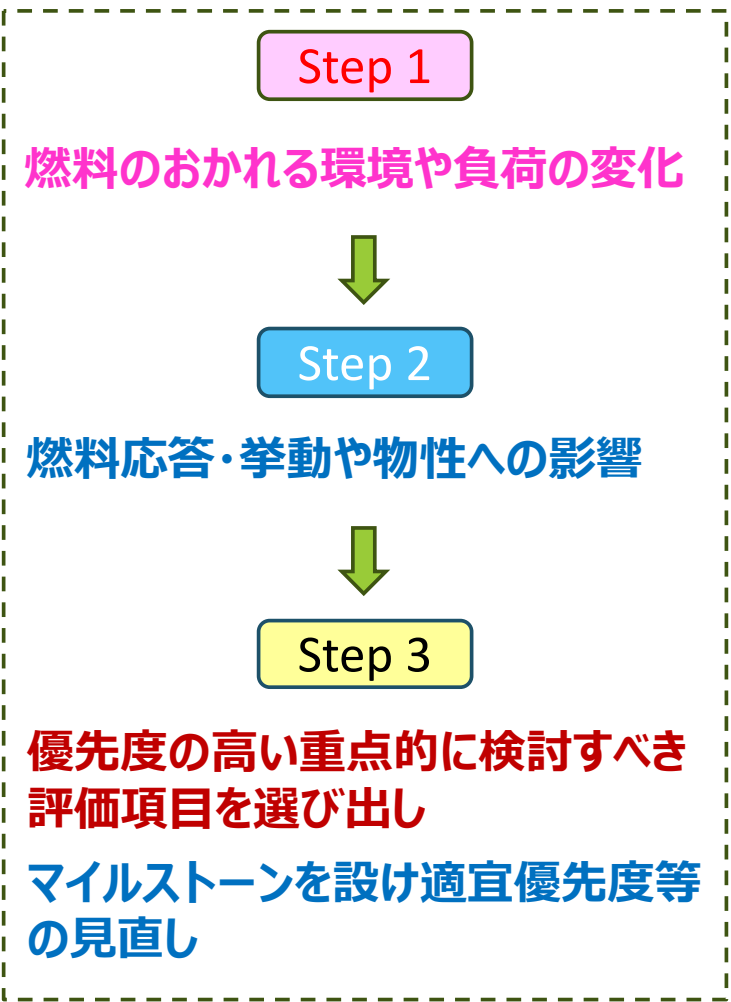 Step 1
燃料のおかれる環境や負荷の変化
Step 2
燃料応答・挙動や物性への影響
Step 3
優先度の高い重点的に検討すべき
評価項目を選び出し
マイルストーンを設け適宜優先度等
の見直し